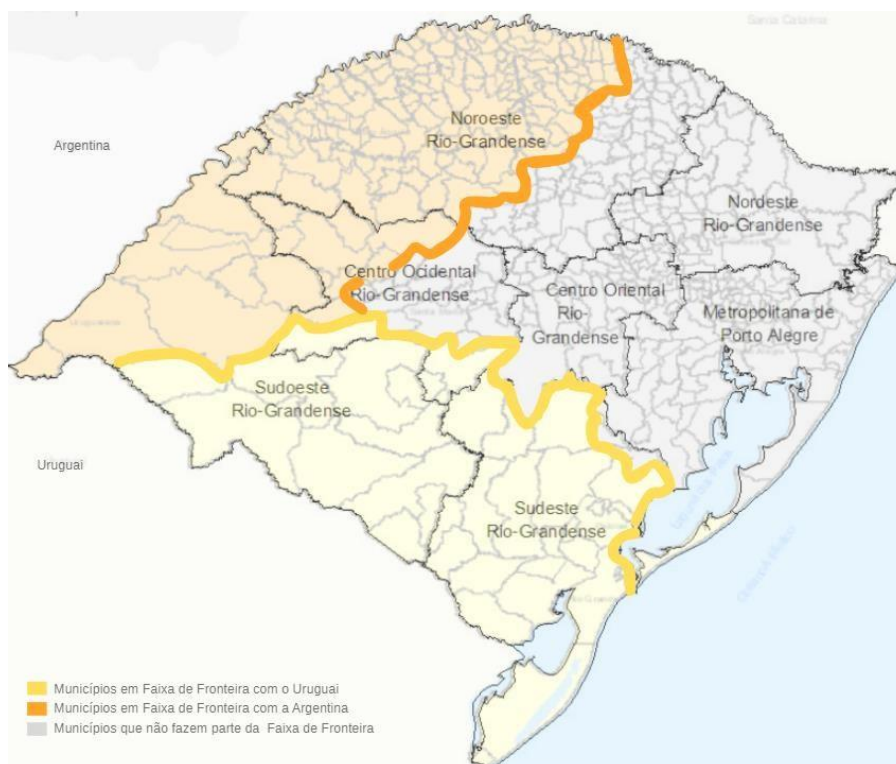 Santa Catarina
Noroeste
Rio-Grandense
Argentina
Nordeste
Rio-Grandense
Centro Ocidental
Rio-Grandense
Centro Oriental
Rio-
Grandense
Metropolitana de
Porto Alegre
Sudoeste
Rio-Grandense
Uruguai
Sudeste
Rio-Grandense
Municípios em Faixa de Fronteira com o Uruguai
Municípios em Faixa de Fronteira com a Argentina
Municípios que não fazem parte da Faixa de Fronteira